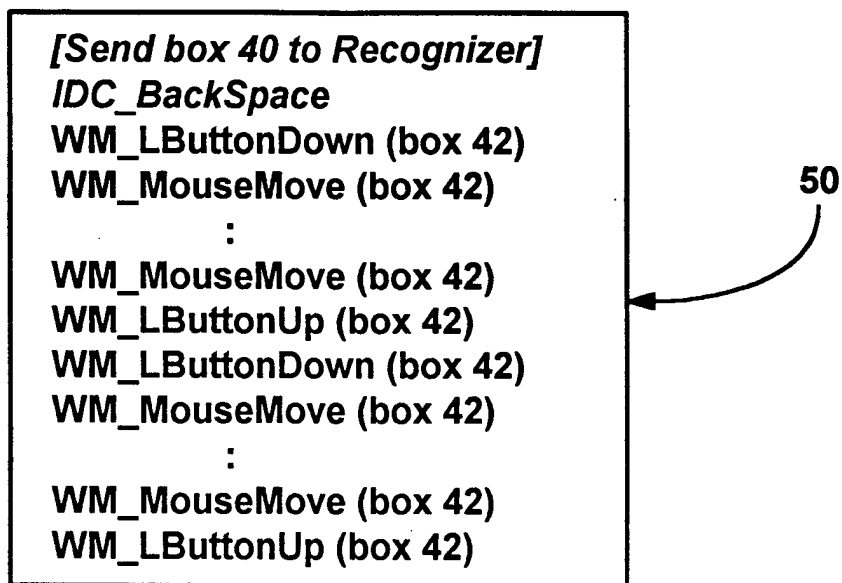 [Send box 40 to Recognizer]
IDC_BackSpace
WM_LButtonDown (box 42)
WM_MouseMove (box 42)
:
WM_MouseMove (box 42)
WM_LButtonUp (box 42)
WM_LButtonDown (box 42)
WM_MouseMove (box 42)
:
WM_MouseMove (box 42)
WM_LButtonUp (box 42)
50